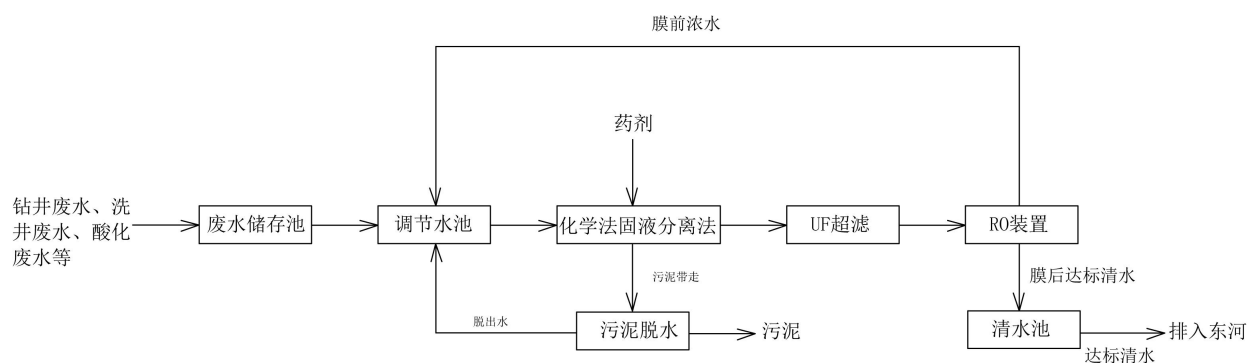 膜前浓水
药剂
钻井废水、洗
井废水、酸化
废水等
废水储存池
调节水池
化学法固液分离法
UF超滤
RO装置
污泥带走
膜后达标清水
脱出水
污泥脱水
污泥
清水池
达标清水
排入东河